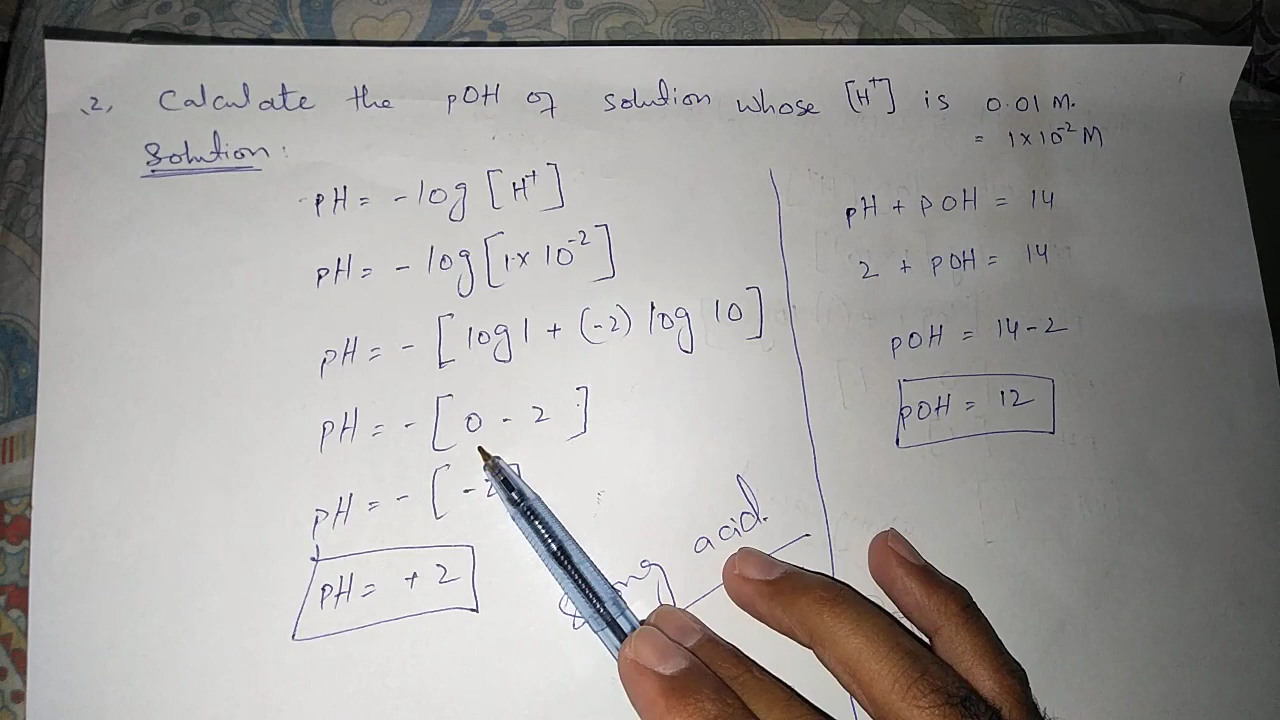 2, Calculate the pOH of solution whose [H⁺] is 0.01 M.
= 1×10⁻² M
Solution:
pH = -log [H⁺]
pH = - log [1×10⁻²]
pH = - [log 1 + (-2) log 10]
pH = - [0 - 2]
pH = - [-2]
pH = +2
acid.
pH + pOH = 14
2 + pOH = 14
pOH = 14-2
pOH = 12